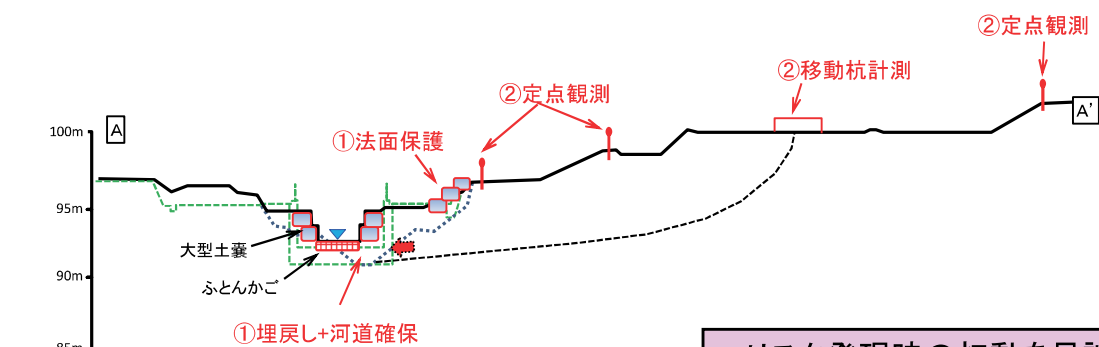 ②定点観測
②移動杭計測
②定点観測
A'
100m
A
①法面保護
95m
大型土嚢
90m
ふとんかご
①埋戻し+河道確保